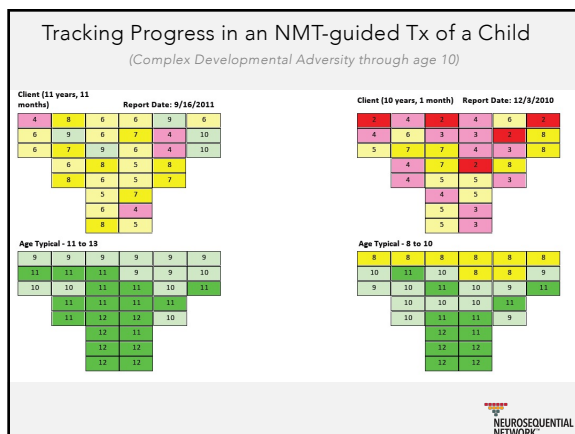 Tracking Progress in an NMT-guided Tx of a Child
(Complex Developmental Adversity through age 10)
Client (11 years, 11 months) Report Date: 9/16/2011
4 8 6 6 9 6
6 9 6 7 4 10
6 7 9 6 4 10
6 8 5 8
8 6 5 7
5 7
6 4
8 5
Age Typical - 11 to 13
9 9 9 9 9 9
11 11 11 9 9 10
10 10 11 11 10 11
11 11 11 11
11 12 12 10
12 11
12 12
12 12
Client (10 years, 1 month) Report Date: 12/3/2010
2 4 2 4 6 2
4 6 3 3 2 8
5 7 7 4 3 8
4 7 2 8
4 5 5 3
4 5
5 3
5 3
Age Typical - 8 to 10
8 8 8 8 8 8
10 11 10 8 8 9
9 10 11 10 9 11
10 10 10 11
10 11 11 9
12 11
12 12
12 12
NEUROSEQUENTIAL
NETWORK™